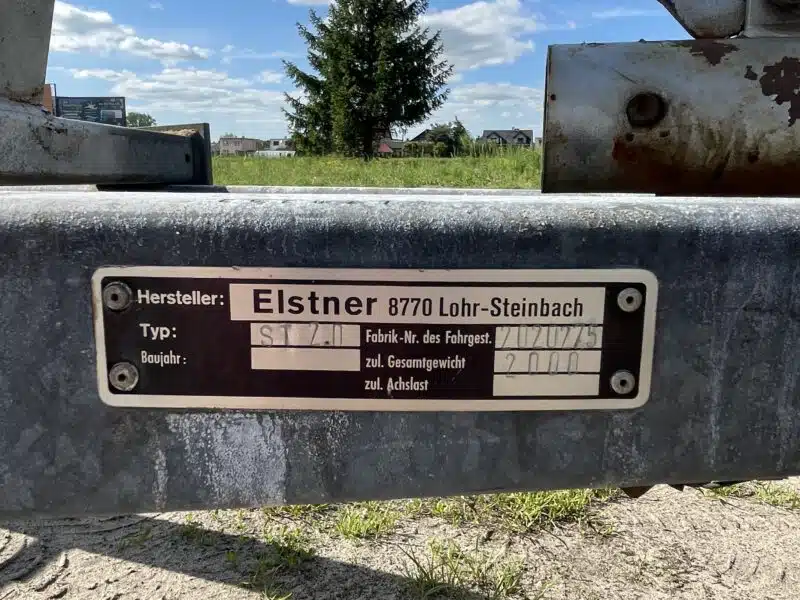 Hersteller: Elstner 8770 Lohr-Steinbach
Typ: ST 2.0 Fabrik-Nr. des Fahrgest. 2020275
Baujahr: zul. Gesamtgewicht 2000
zul. Achslast